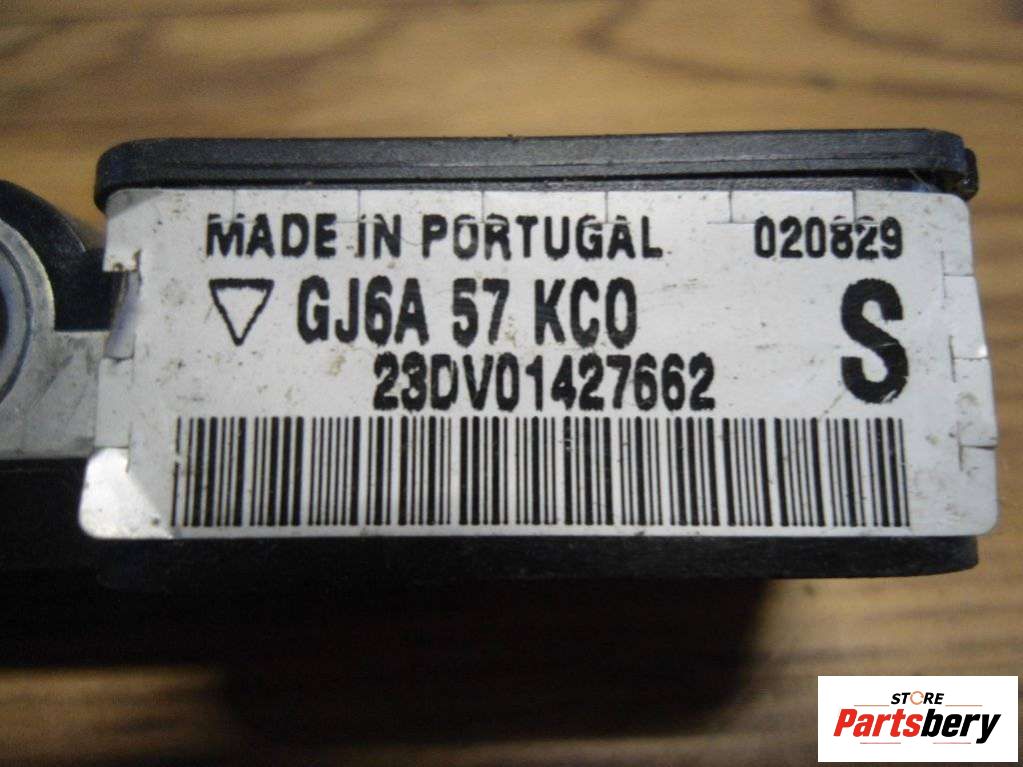 MADE IN PORTUGAL 020829
GJ6A 57 KC0 S
23DV01427662
STORE
Partsbery